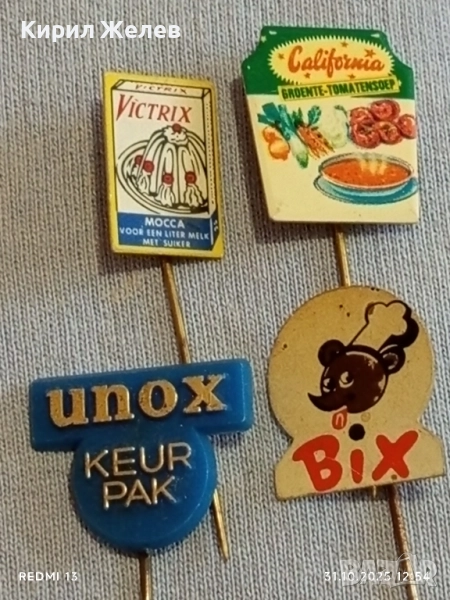 Кирил Желев
VICTRIX
VICTRIX
MOCCA
VOOR EEN LITER MELK
MET SUIKER
California
GROENTE-TOMATENSOEP
unox
KEUR
PAK
BiX
REDMI 13
31.10.2025 12:54